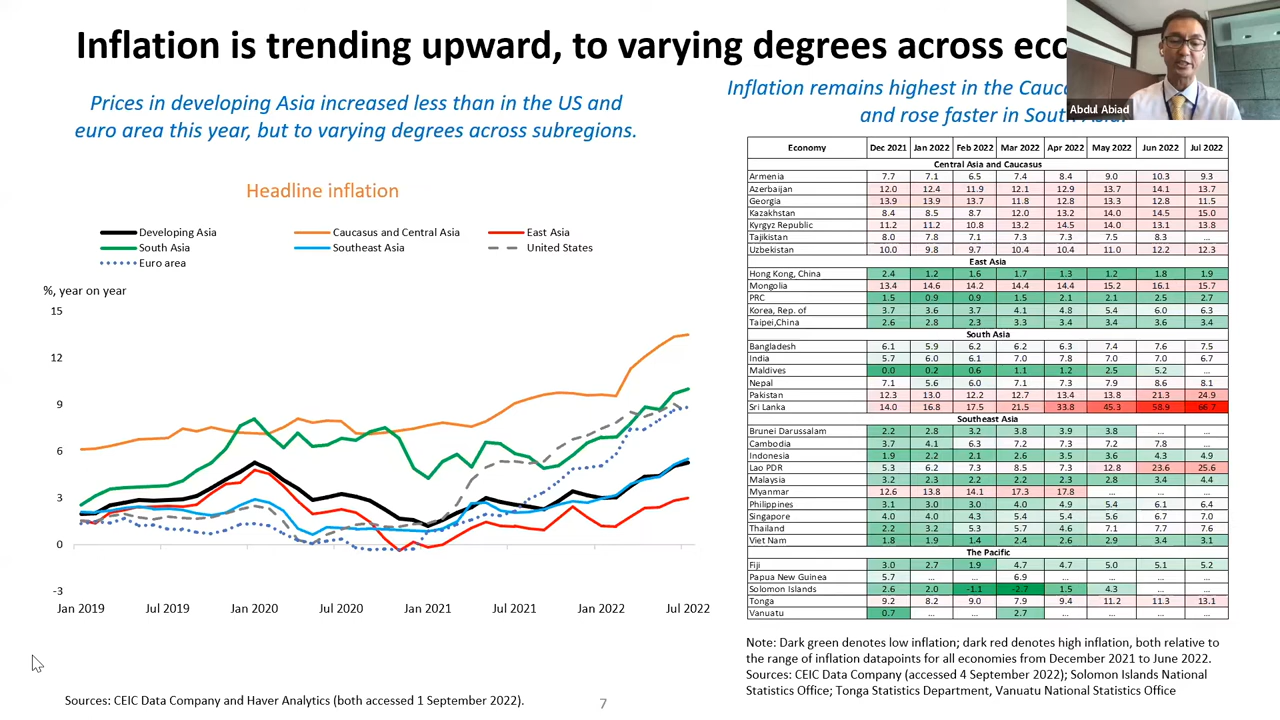 Inflation is trending upward, to varying degrees across eco
Prices in developing Asia increased less than in the US and
euro area this year, but to varying degrees across subregions.
Inflation remains highest in the Cauc
and rose faster in South Asia.
Abdul Abiad
Headline inflation
Developing Asia Caucasus and Central Asia East Asia
South Asia Southeast Asia United States
Euro area
%, year on year
15
12
9
6
3
0
-3
Jan 2019 Jul 2019 Jan 2020 Jul 2020 Jan 2021 Jul 2021 Jan 2022 Jul 2022
Economy Dec 2021 Jan 2022 Feb 2022 Mar 2022 Apr 2022 May 2022 Jun 2022 Jul 2022
Central Asia and Caucasus
Armenia 7.7 7.1 6.5 7.4 8.4 9.0 10.3 9.3
Azerbaijan 12.0 12.4 11.9 12.1 12.9 13.7 14.1 13.7
Georgia 13.9 13.9 13.7 11.8 12.8 13.3 12.8 11.5
Kazakhstan 8.4 8.5 8.7 12.0 13.2 14.0 14.5 15.0
Kyrgyz Republic 11.2 11.2 10.8 13.2 14.5 14.0 13.1 13.8
Tajikistan 8.0 7.8 7.1 7.3 7.3 7.5 8.3 ...
Uzbekistan 10.0 9.8 9.7 10.4 10.4 11.0 12.2 12.3
East Asia
Hong Kong, China 2.4 1.2 1.6 1.7 1.3 1.2 1.8 1.9
Mongolia 13.4 14.6 14.2 14.4 14.4 15.2 16.1 15.7
PRC 1.5 0.9 0.9 1.5 2.1 2.1 2.5 2.7
Korea, Rep. of 3.7 3.6 3.7 4.1 4.8 5.4 6.0 6.3
Taipei,China 2.6 2.8 2.3 3.3 3.4 3.4 3.6 3.4
South Asia
Bangladesh 6.1 5.9 6.2 6.2 6.3 7.4 7.6 7.5
India 5.7 6.0 6.1 7.0 7.8 7.0 7.0 6.7
Maldives 0.0 0.2 0.6 1.1 1.2 2.5 5.2 ...
Nepal 7.1 5.6 6.0 7.1 7.3 7.9 8.6 8.1
Pakistan 12.3 13.0 12.2 12.7 13.4 13.8 21.3 24.9
Sri Lanka 14.0 16.8 17.5 21.5 33.8 45.3 58.9 66.7
Southeast Asia
Brunei Darussalam 2.2 2.8 3.2 3.8 3.9 3.8 ... ...
Cambodia 3.7 4.1 6.3 7.2 7.3 7.2 7.8 ...
Indonesia 1.9 2.2 2.1 2.6 3.5 3.6 4.3 4.9
Lao PDR 5.3 6.2 7.3 8.5 7.3 12.8 23.6 25.6
Malaysia 3.2 2.3 2.2 2.2 2.3 2.8 3.4 4.4
Myanmar 12.6 13.8 14.1 17.3 17.8 ... ... ...
Philippines 3.1 3.0 3.0 4.0 4.9 5.4 6.1 6.4
Singapore 4.0 4.0 4.3 5.4 5.4 5.6 6.7 7.0
Thailand 2.2 3.2 5.3 5.7 4.6 7.1 7.7 7.6
Viet Nam 1.8 1.9 1.4 2.4 2.6 2.9 3.4 3.1
The Pacific
Fiji 3.0 2.7 1.9 4.7 4.7 5.0 5.1 5.2
Papua New Guinea 5.7 ... ... 6.9 ... ... ... ...
Solomon Islands 2.6 2.0 -1.1 -2.7 1.5 4.3 ... ...
Tonga 9.2 8.2 9.0 7.9 9.4 11.2 11.3 13.1
Vanuatu 0.7 ... ... 2.7 ... ... ... ...
Note: Dark green denotes low inflation; dark red denotes high inflation, both relative to
the range of inflation datapoints for all economies from December 2021 to June 2022.
Sources: CEIC Data Company (accessed 4 September 2022); Solomon Islands National
Statistics Office; Tonga Statistics Department, Vanuatu National Statistics Office
Sources: CEIC Data Company and Haver Analytics (both accessed 1 September 2022).
7